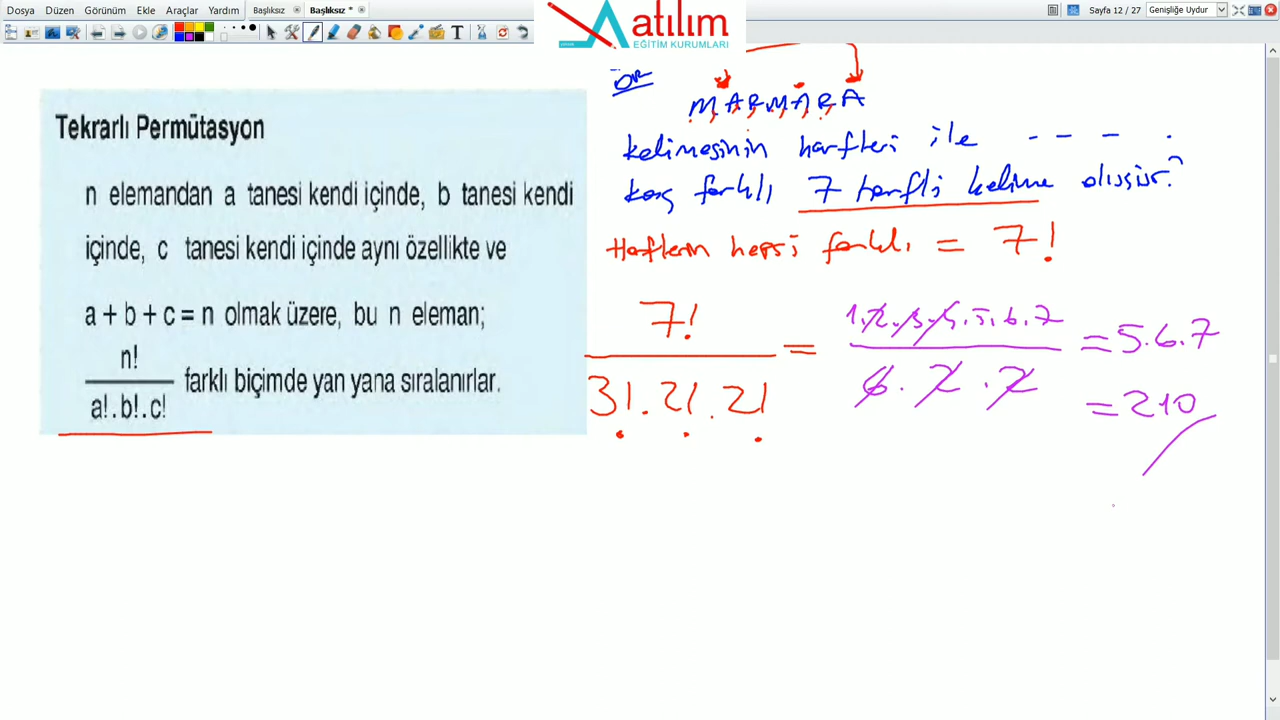 Dosya Düzen Görünüm Ekle Araçlar Yardım Başlıksız Başlıksız * Sayfa 12 / 27 Genişliğe Uydur
atılım
EĞİTİM KURUMLARI
Tekrarlı Permütasyon
n elemandan a tanesi kendi içinde, b tanesi kendi
içinde, c tanesi kendi içinde aynı özellikte ve
a + b + c = n olmak üzere, bu n eleman;
n!
a!.b!.c!
farklı biçimde yan yana sıralanırlar.
ÖR
MARMARA
kelimesinin harfleri ile - - - .
kaç farklı 7 harfli kelime oluşur?
Harflerin hepsi farklı = 7!
7!
3!.2!.2!
=
1.2.3.4.5.6.7
6.2.2
= 5.6.7
= 210